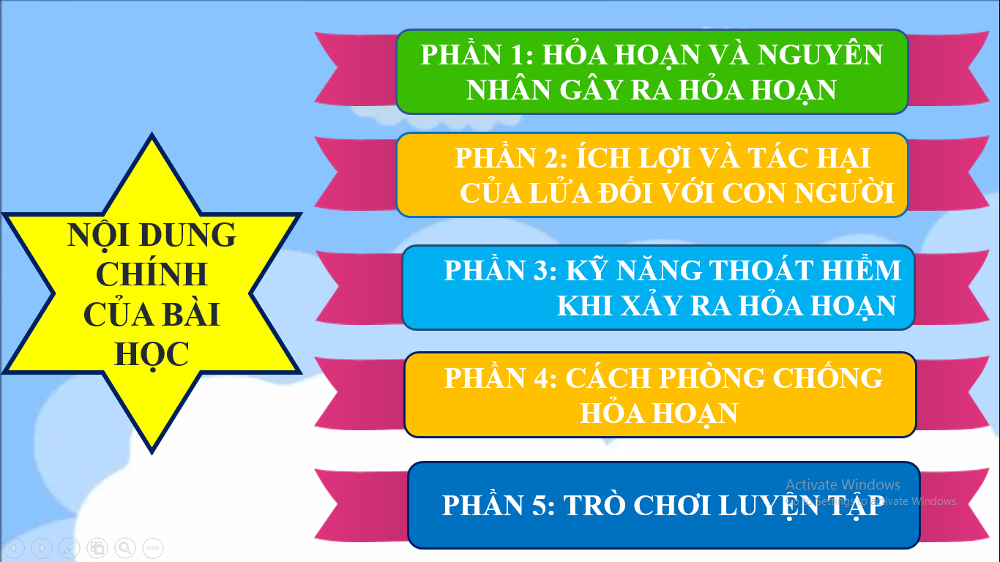 NỘI DUNG
CHÍNH
CỦA BÀI
HỌC
PHẦN 1: HỎA HOẠN VÀ NGUYÊN
NHÂN GÂY RA HỎA HOẠN
PHẦN 2: ÍCH LỢI VÀ TÁC HẠI
CỦA LỬA ĐỐI VỚI CON NGƯỜI
PHẦN 3: KỸ NĂNG THOÁT HIỂM
KHI XẢY RA HỎA HOẠN
PHẦN 4: CÁCH PHÒNG CHỐNG
HỎA HOẠN
PHẦN 5: TRÒ CHƠI LUYỆN TẬP
Activate Windows
Go to Settings to activate Windows.